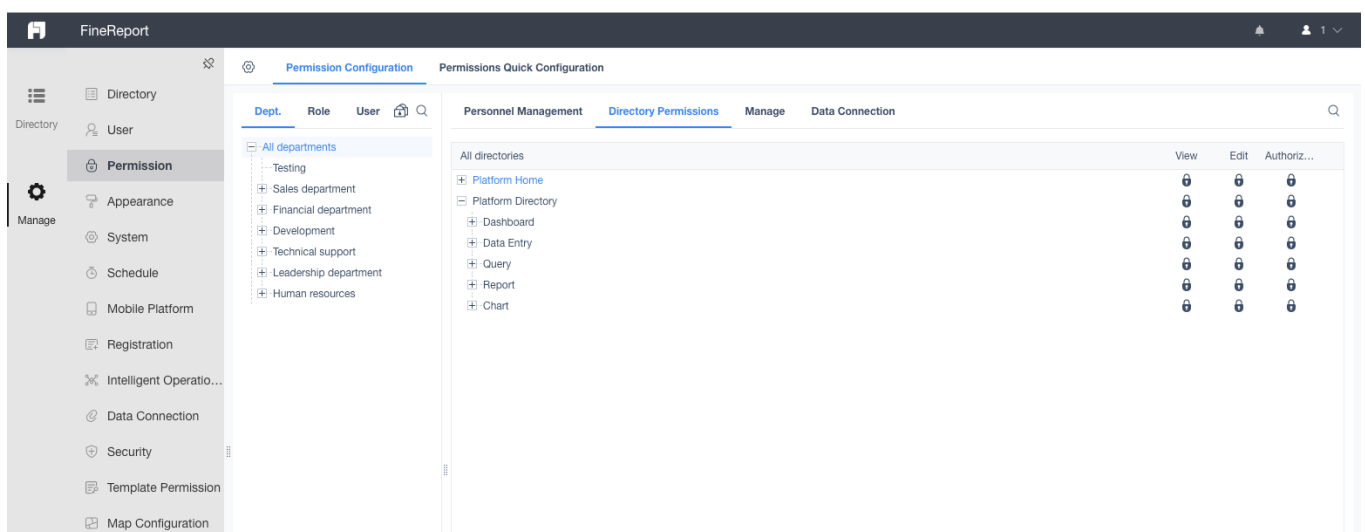 FineReport
1
Directory
Manage
Directory
User
Permission
Appearance
System
Schedule
Mobile Platform
Registration
Intelligent Operatio...
Data Connection
Security
Template Permission
Map Configuration
Permission Configuration Permissions Quick Configuration
Dept. Role User
All departments
Testing
Sales department
Financial department
Development
Technical support
Leadership department
Human resources
Personnel Management Directory Permissions Manage Data Connection
All directories View Edit Authoriz...
Platform Home
Platform Directory
Dashboard
Data Entry
Query
Report
Chart